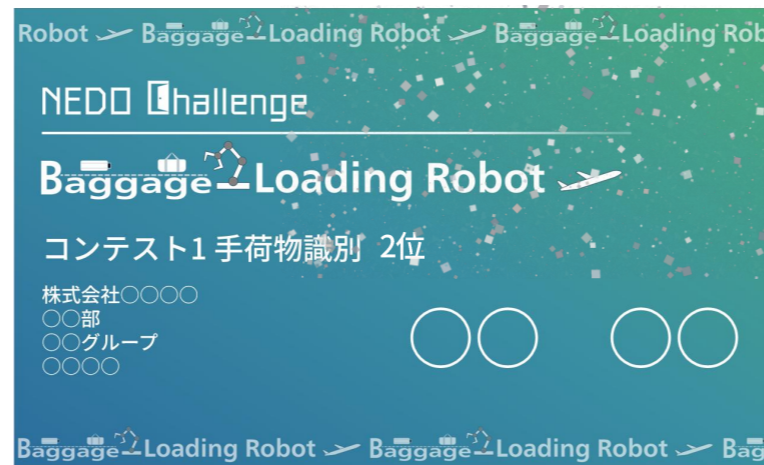 Robot Baggage Loading Robot Baggage Loading Rob
NEDO Challenge
Baggage Loading Robot
コンテスト1 手荷物識別 2位
株式会社○○○○
○○部
○○グループ
○○○○
○○ ○○
Baggage Loading Robot Baggage Loading Robot Bag